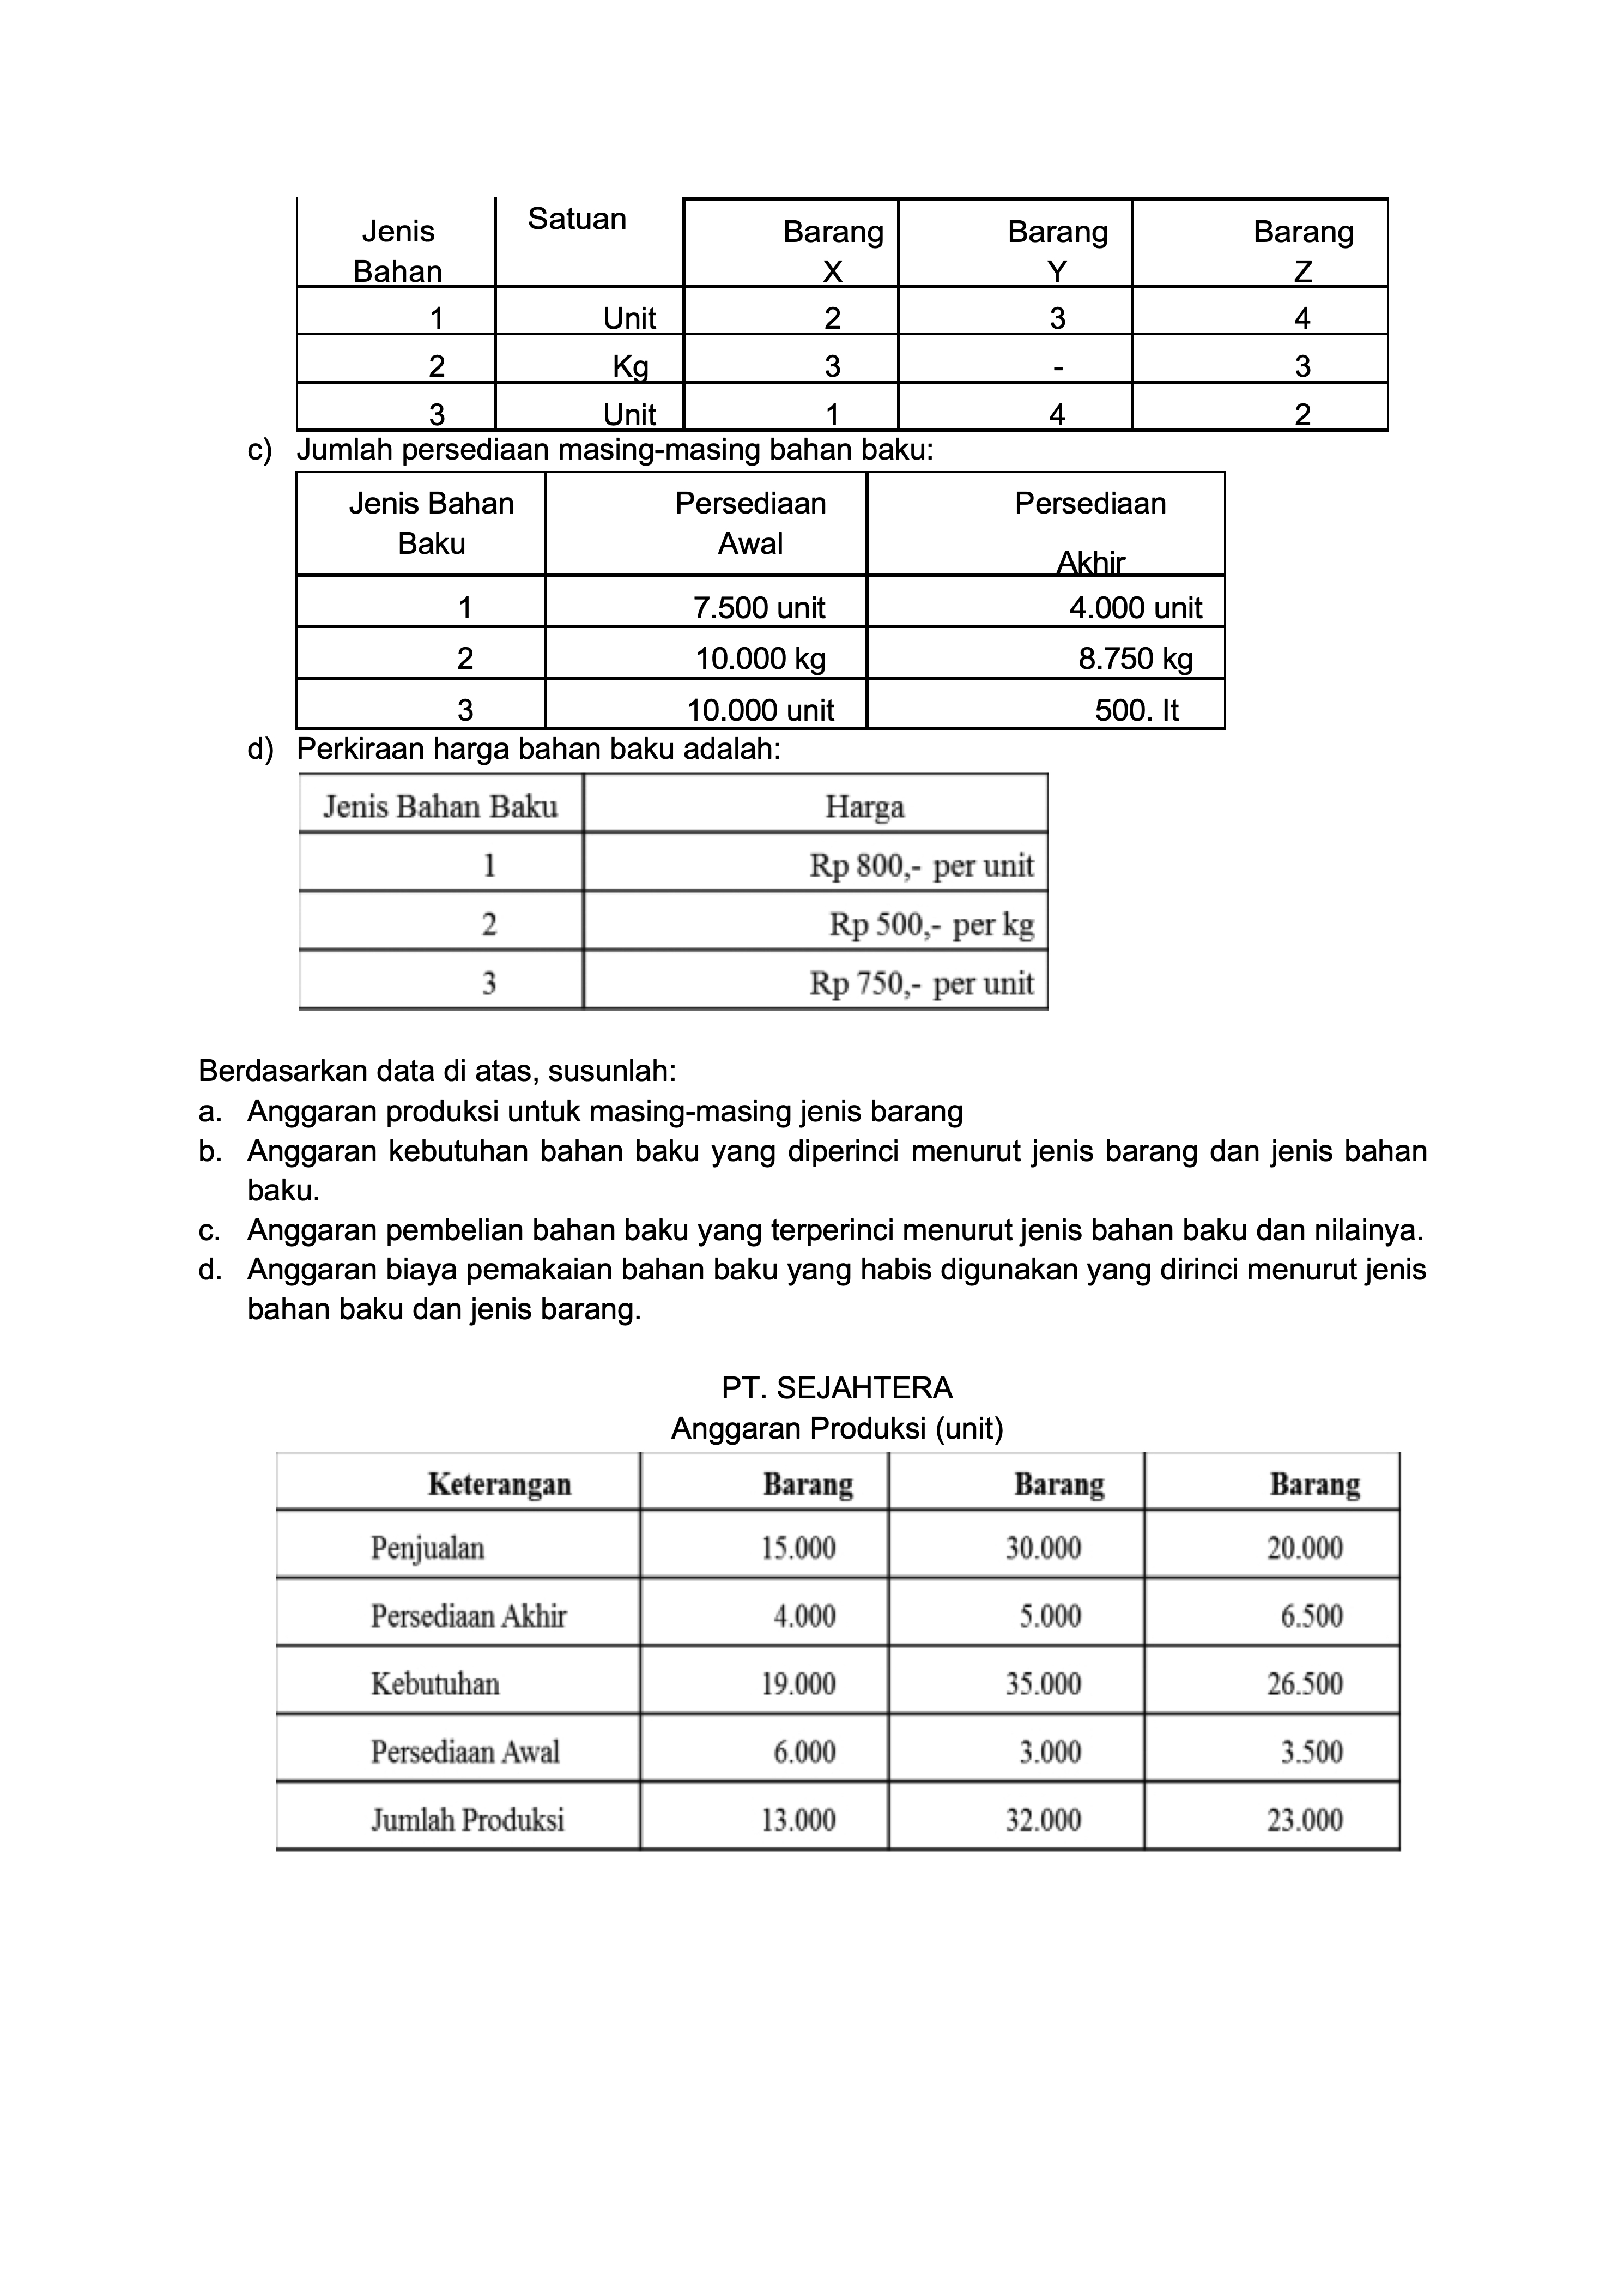 Jenis Bahan Satuan Barang X Barang Y Barang Z
1 Unit 2 3 4
2 Kg 3 - 3
3 Unit 1 4 2
c) Jumlah persediaan masing-masing bahan baku:
Jenis Bahan Baku Persediaan Awal Persediaan Akhir
1 7.500 unit 4.000 unit
2 10.000 kg 8.750 kg
3 10.000 unit 500. lt
d) Perkiraan harga bahan baku adalah:
Jenis Bahan Baku Harga
1 Rp 800,- per unit
2 Rp 500,- per kg
3 Rp 750,- per unit
Berdasarkan data di atas, susunlah:
a. Anggaran produksi untuk masing-masing jenis barang
b. Anggaran kebutuhan bahan baku yang diperinci menurut jenis barang dan jenis bahan
baku.
c. Anggaran pembelian bahan baku yang terperinci menurut jenis bahan baku dan nilainya.
d. Anggaran biaya pemakaian bahan baku yang habis digunakan yang dirinci menurut jenis
bahan baku dan jenis barang.
PT. SEJAHTERA
Anggaran Produksi (unit)
Keterangan Barang Barang Barang
Penjualan 15.000 30.000 20.000
Persediaan Akhir 4.000 5.000 6.500
Kebutuhan 19.000 35.000 26.500
Persediaan Awal 6.000 3.000 3.500
Jumlah Produksi 13.000 32.000 23.000